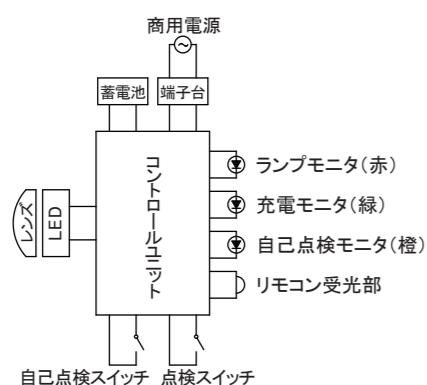 商用電源
蓄電池 端子台
コントロールユニット
レンズ
LED
ランプモニタ(赤)
充電モニタ(緑)
自己点検モニタ(橙)
リモコン受光部
自己点検スイッチ 点検スイッチ